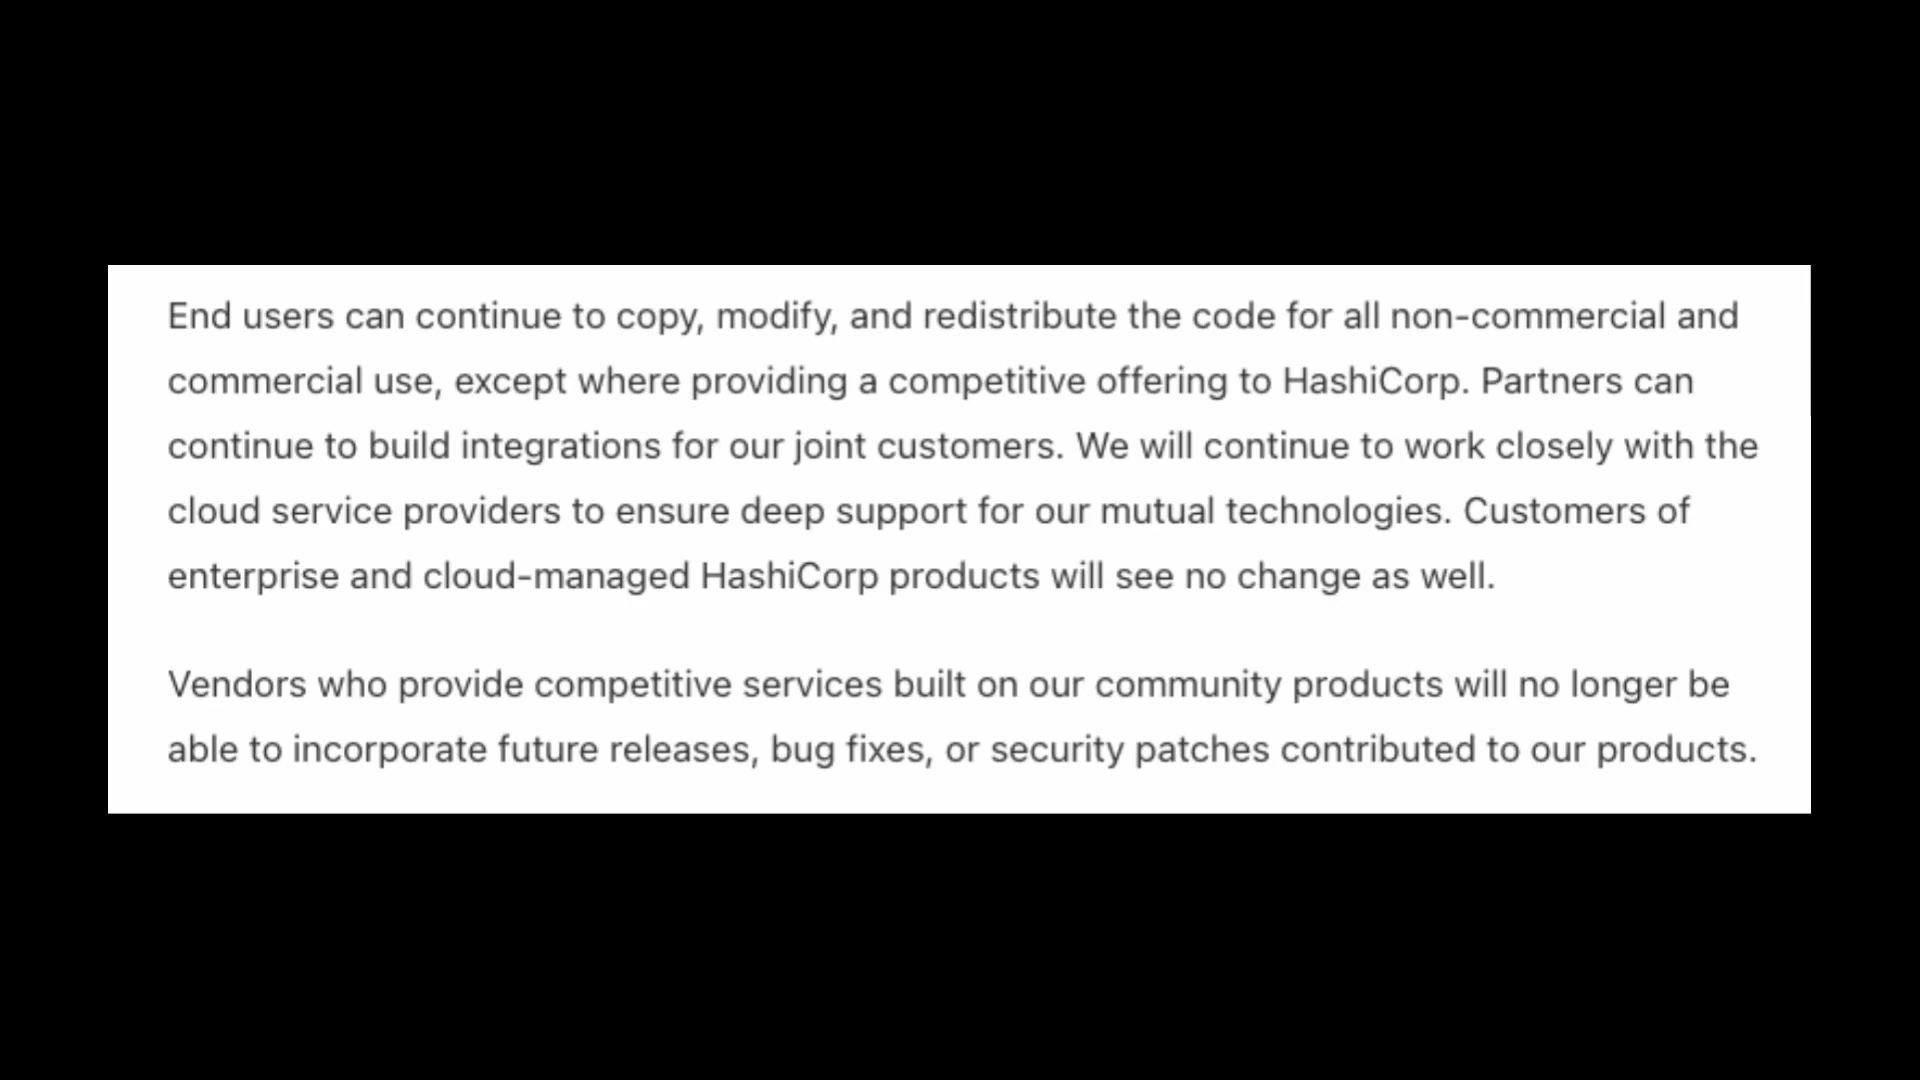 End users can continue to copy, modify, and redistribute the code for all non-commercial and
commercial use, except where providing a competitive offering to HashiCorp. Partners can
continue to build integrations for our joint customers. We will continue to work closely with the
cloud service providers to ensure deep support for our mutual technologies. Customers of
enterprise and cloud-managed HashiCorp products will see no change as well.
Vendors who provide competitive services built on our community products will no longer be
able to incorporate future releases, bug fixes, or security patches contributed to our products.